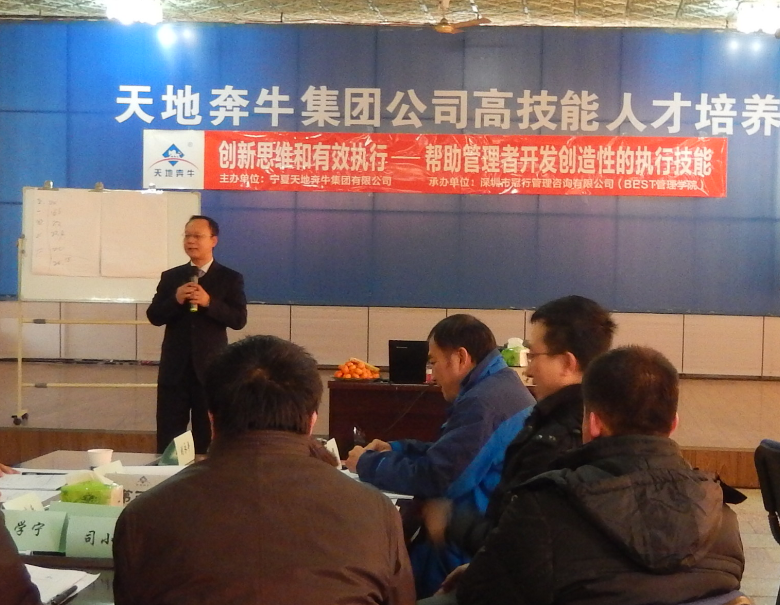 天地奔牛集团公司高技能人才培养
天地奔牛
创新思维和有效执行——帮助管理者开发创造性的执行技能
主办单位：宁夏天地奔牛集团有限公司 承办单位：深圳市冠行管理咨询有限公司（BEST管理学院）
学宁
司小